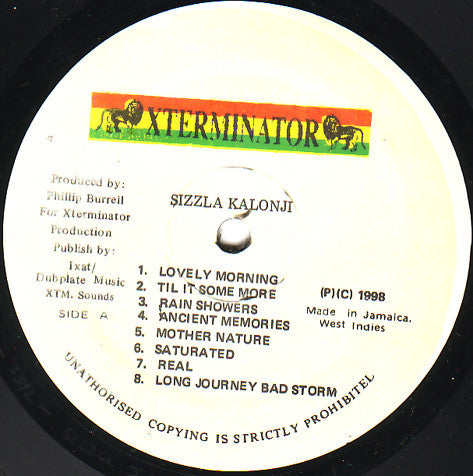 XTERMINATOR
SIZZLA KALONJI
Produced by:
Phillip Burrell
For Xterminator
Production
Publish by:
Ixat/
Dubplate Music
XTM. Sounds
SIDE A
1. LOVELY MORNING
2. TIL IT SOME MORE
3. RAIN SHOWERS
4. ANCIENT MEMORIES
5. MOTHER NATURE
6. SATURATED
7. REAL
8. LONG JOURNEY BAD STORM
(P)(C) 1998
Made in Jamaica.
West Indies
UNATHORISED COPYING IS STRICTLY PROHIBITEL